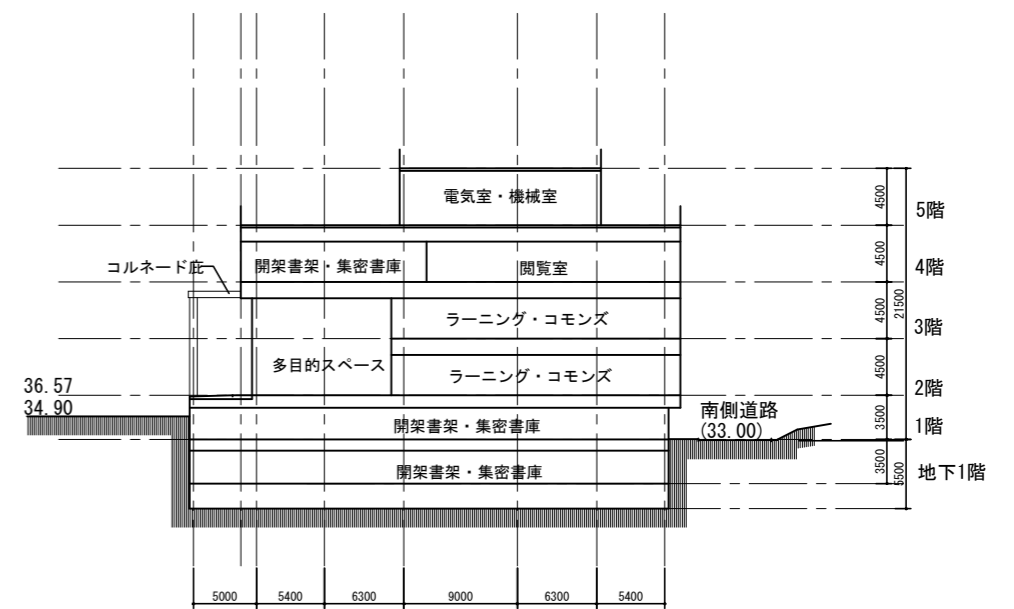 電気室・機械室
4500
5階
コルネード庇
開架書架・集密書庫
閲覧室
4500
4階
ラーニング・コモンズ
4500
21500
3階
多目的スペース
ラーニング・コモンズ
4500
2階
36.57
34.90
開架書架・集密書庫
南側道路
(33.00)
3500
1階
開架書架・集密書庫
3500
5500
地下1階
5000 5400 6300 9000 6300 5400